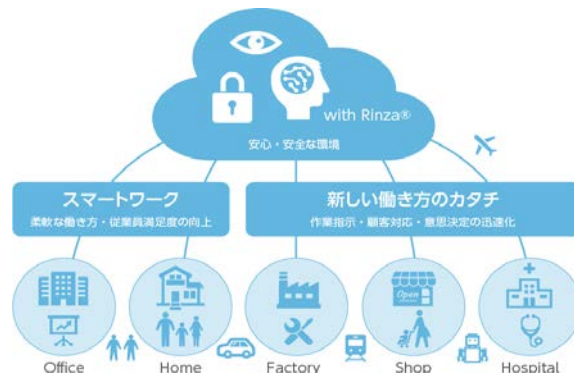 with Rinza®
安心・安全な環境
スマートワーク
柔軟な働き方・従業員満足度の向上
新しい働き方のカタチ
作業指示・顧客対応・意思決定の迅速化
Open
Office
Home
Factory
Shop
Hospital